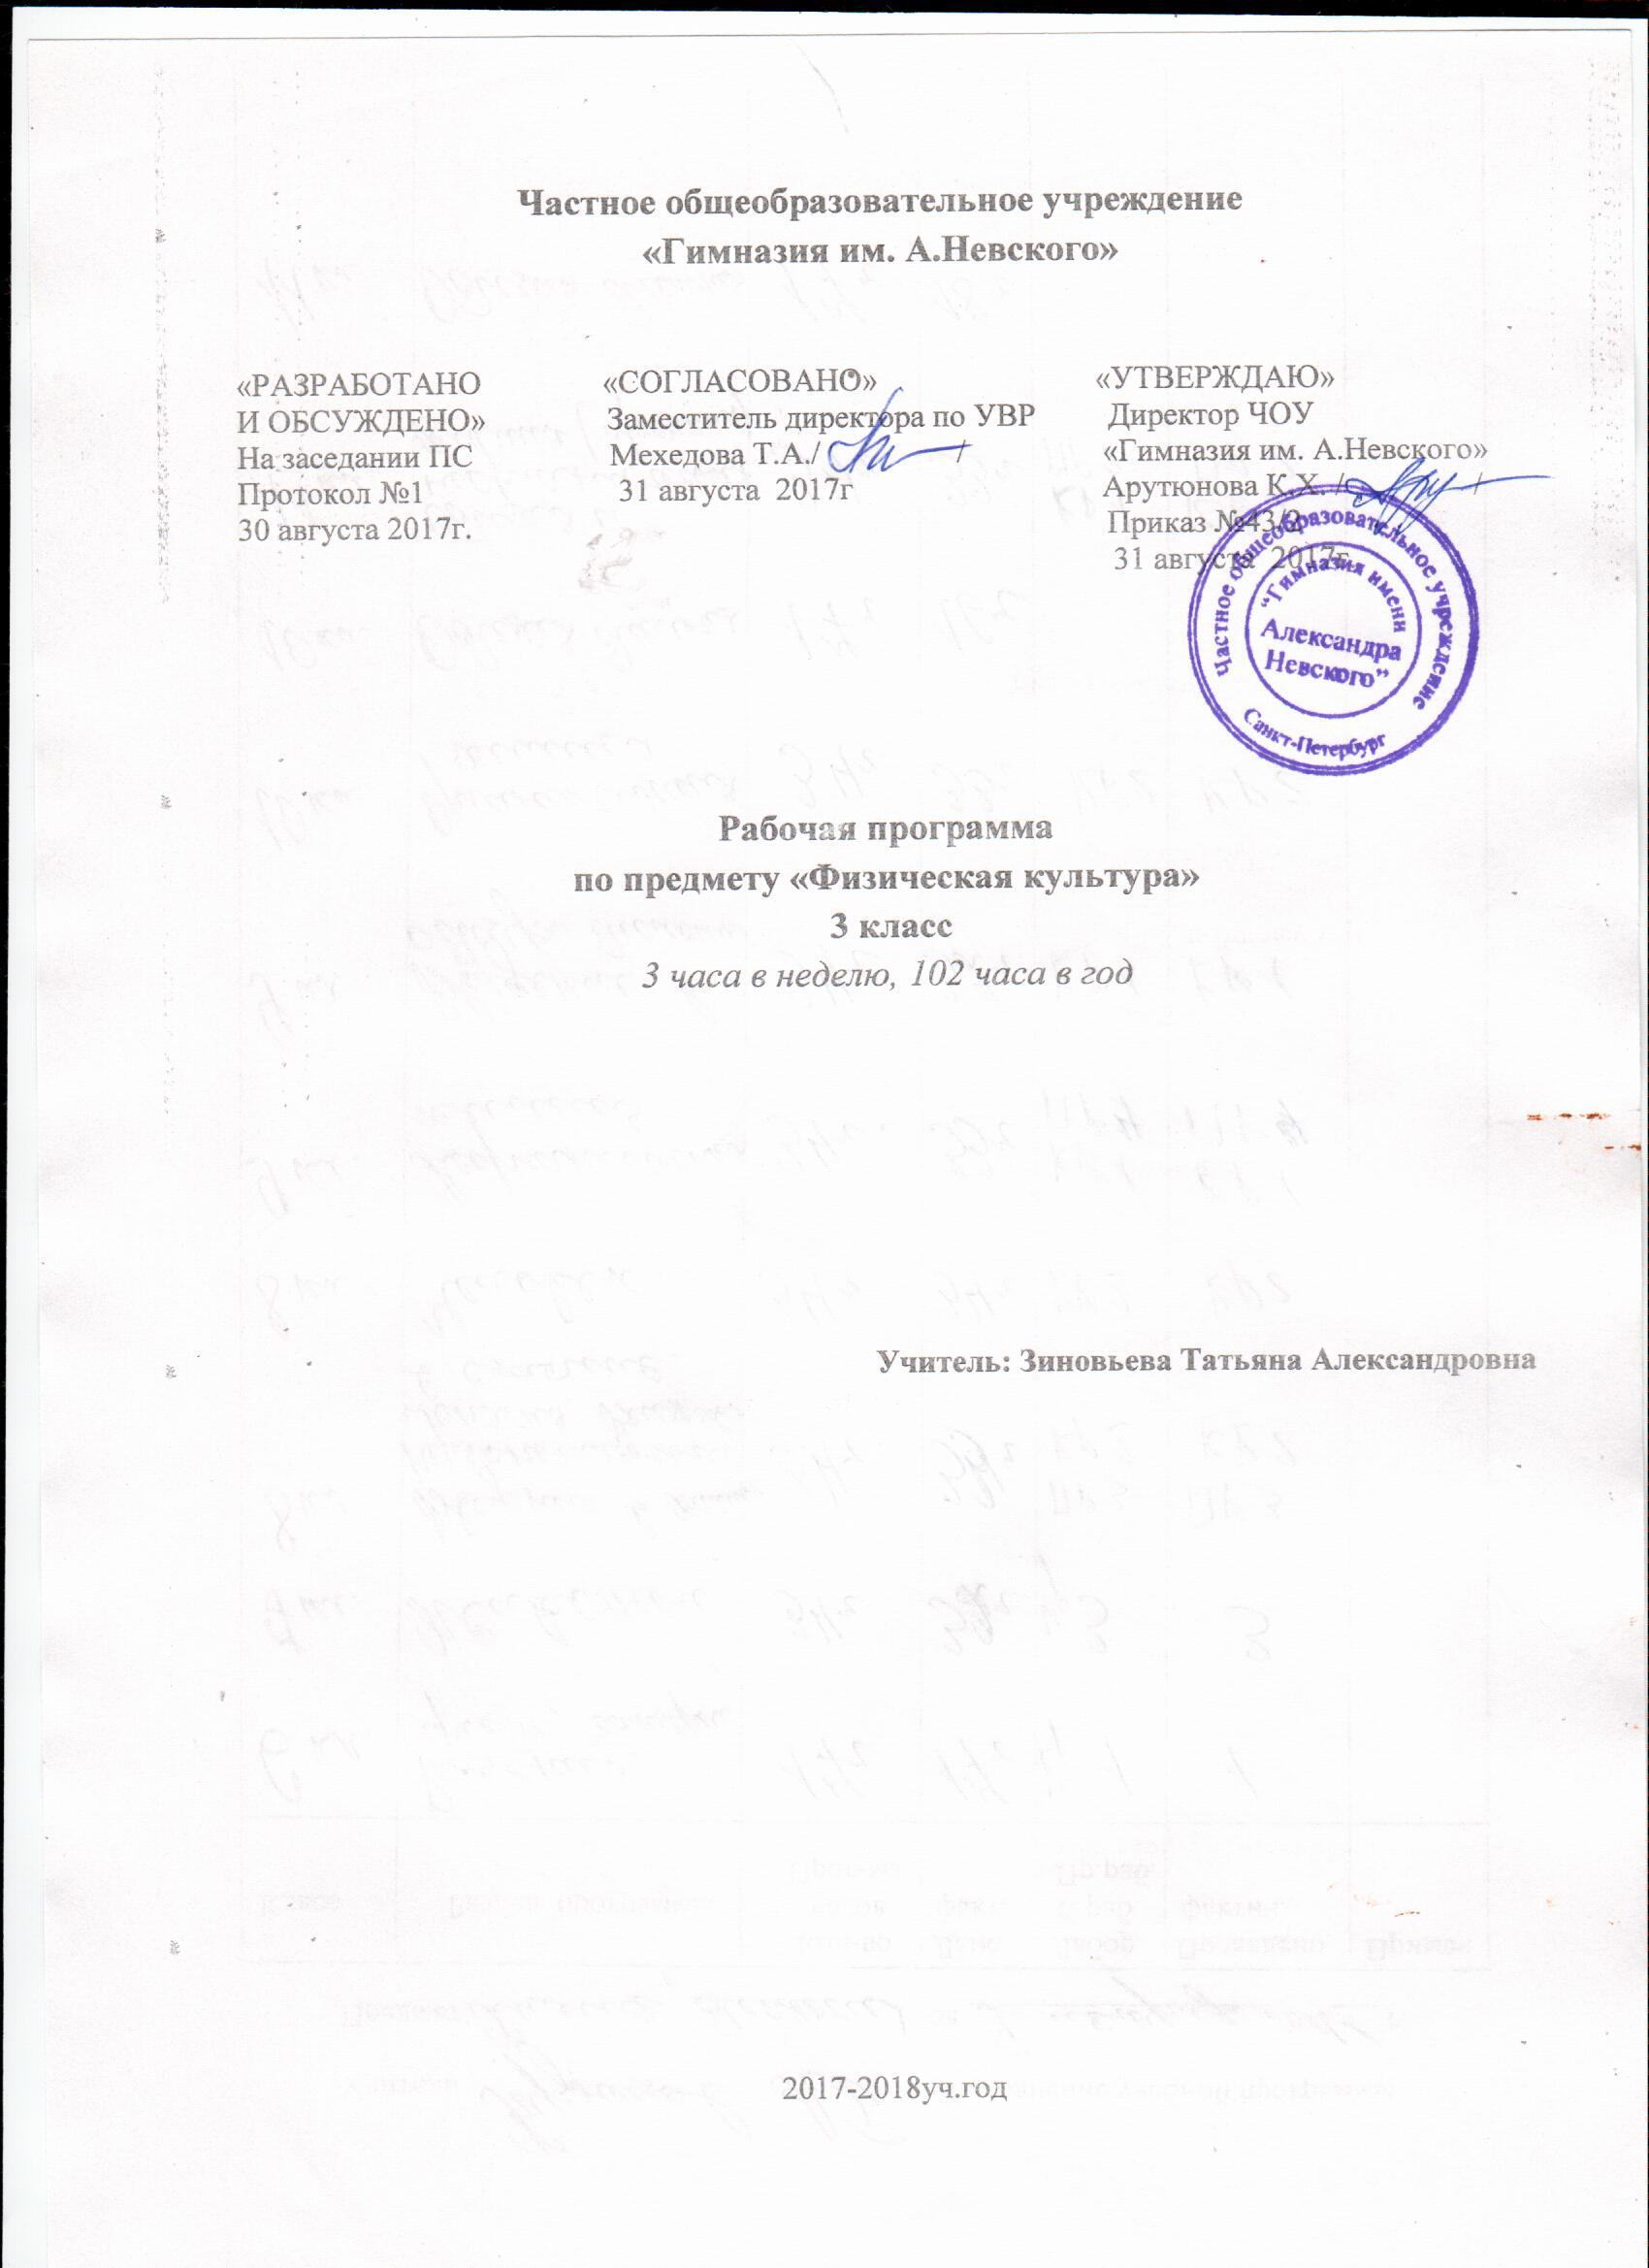 Частное общеобразовательное учреждение
«Гимназия им. А.Невского»
«РАЗРАБОТАНО
И ОБСУЖДЕНО»
На заседании ПС
Протокол №1
30 августа 2017г.
«СОГЛАСОВАНО»
Заместитель директора по УВР
Мехедова Т.А./ /
31 августа 2017г
«УТВЕРЖДАЮ»
Директор ЧОУ
«Гимназия им. А.Невского»
Арутюнова К.Х. / /
Приказ №43/2
31 августа 2017г
Частное общеобразовательное учреждение
"Гимназия имени
Александра
Невского"
Санкт-Петербург
Рабочая программа
по предмету «Физическая культура»
3 класс
3 часа в неделю, 102 часа в год
Учитель: Зиновьева Татьяна Александровна
2017-2018уч.год